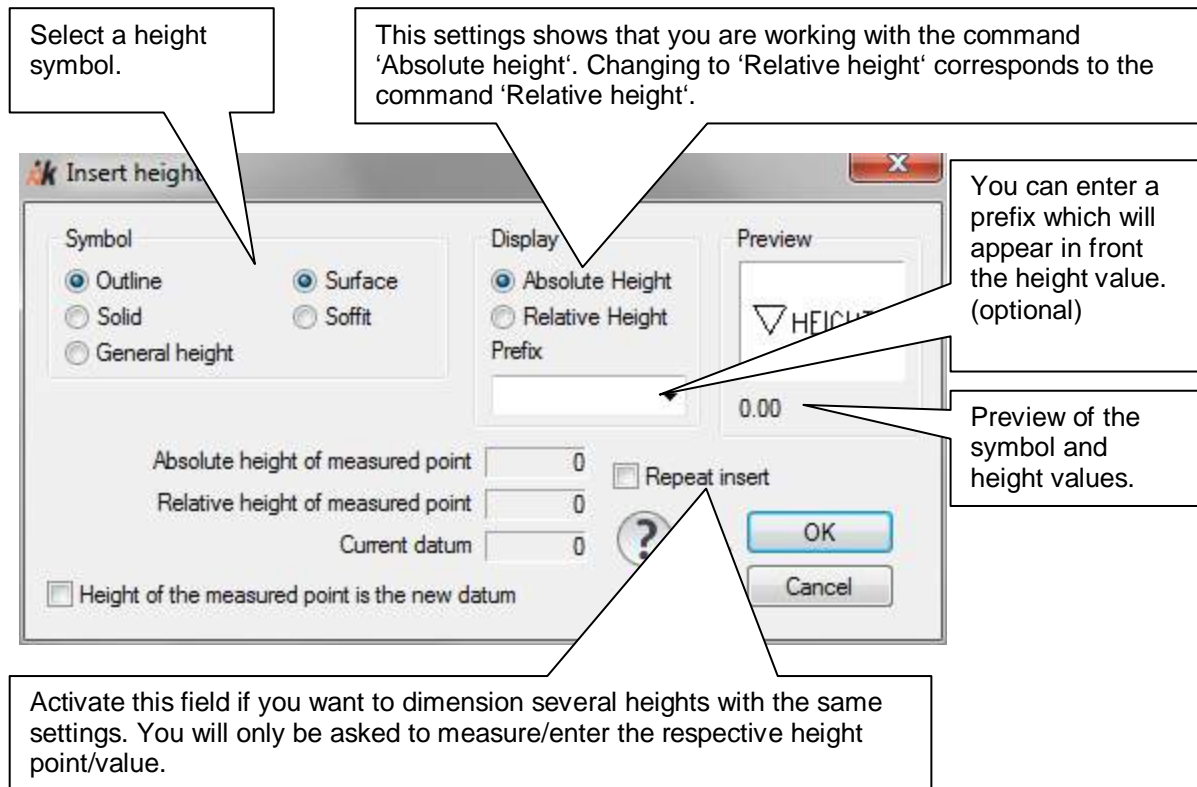 Select a height
symbol.
This settings shows that you are working with the command
‘Absolute height‘. Changing to ‘Relative height‘ corresponds to the
command ‘Relative height‘.
Insert height
You can enter a
prefix which will
appear in front
the height value.
(optional)
Symbol
Outline
Surface
Solid
Soffit
General height
Display
Absolute Height
Relative Height
Prefix
Preview
0.00
Preview of the
symbol and
height values.
Absolute height of measured point 0
Relative height of measured point 0
Current datum 0
Repeat insert
?
OK
Cancel
Height of the measured point is the new datum
Activate this field if you want to dimension several heights with the same
settings. You will only be asked to measure/enter the respective height
point/value.